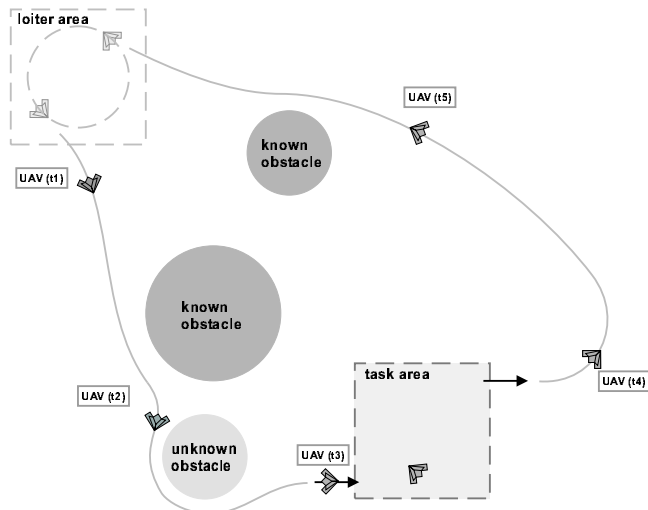 loiter area
UAV (t5)
known
obstacle
UAV (t1)
known
obstacle
task area
UAV (t4)
UAV (t2)
unknown
obstacle
UAV (t3)